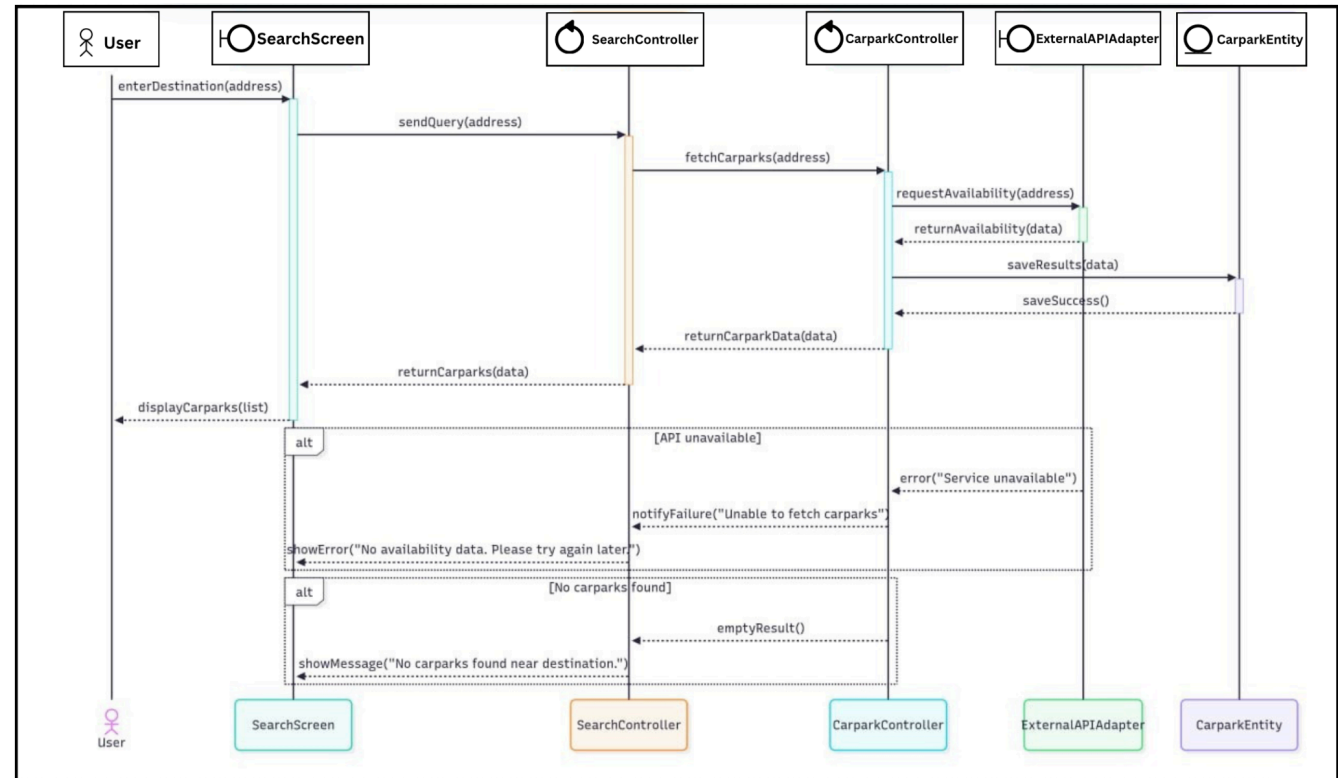 User
SearchScreen
SearchController
CarparkController
ExternalAPIAdapter
CarparkEntity
enterDestination(address)
sendQuery(address)
fetchCarparks(address)
requestAvailability(address)
returnAvailability(data)
saveResults(data)
saveSuccess()
returnCarparkData(data)
returnCarparks(data)
displayCarparks(list)
alt
[API unavailable]
error("Service unavailable")
notifyFailure("Unable to fetch carparks")
showError("No availability data. Please try again later.")
alt
[No carparks found]
emptyResult()
showMessage("No carparks found near destination.")
User
SearchScreen
SearchController
CarparkController
ExternalAPIAdapter
CarparkEntity